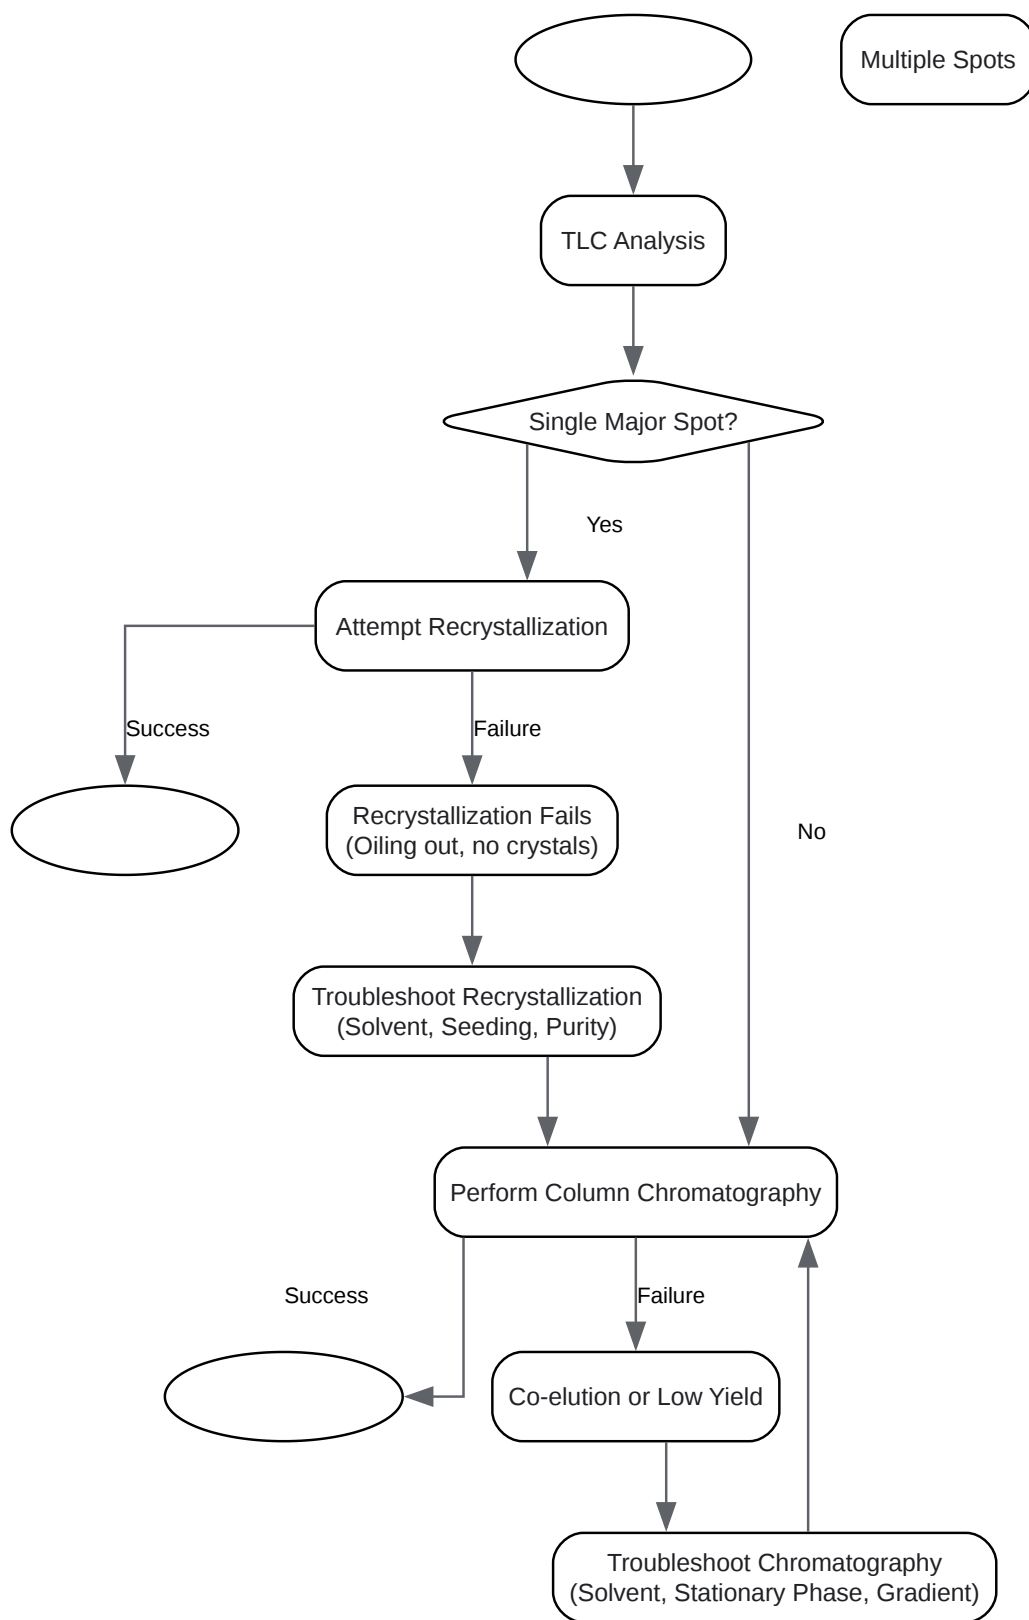 Multiple Spots
TLC Analysis
Single Major Spot?
Yes
Attempt Recrystallization
Success
Failure
Recrystallization Fails
(Oiling out, no crystals)
No
Troubleshoot Recrystallization
(Solvent, Seeding, Purity)
Perform Column Chromatography
Success
Failure
Co-elution or Low Yield
Troubleshoot Chromatography
(Solvent, Stationary Phase, Gradient)